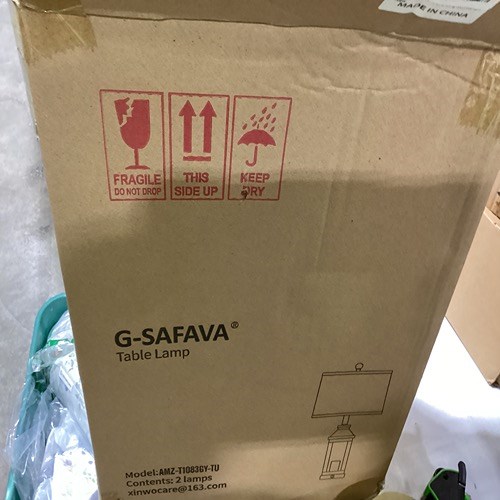 MADE IN CHINA
FRAGILE
DO NOT DROP
THIS
SIDE UP
KEEP
DRY
G-SAFAVA®
Table Lamp
Model:AMZ-T10836Y-TU
Contents: 2 lamps
xinwocare@163.com